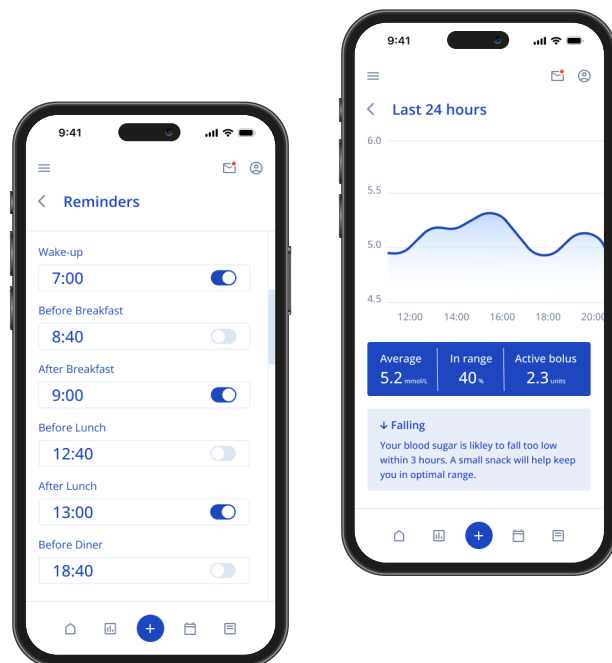 9:41
Reminders
Wake-up
7:00
Before Breakfast
8:40
After Breakfast
9:00
Before Lunch
12:40
After Lunch
13:00
Before Diner
18:40
9:41
Last 24 hours
6.0
5.5
5.0
4.5
12:00 14:00 16:00 18:00 20:00
Average In range Active bolus
5.2 mmol/L 40 % 2.3 units
Falling
Your blood sugar is likley to fall too low
within 3 hours. A small snack will help keep
you in optimal range.